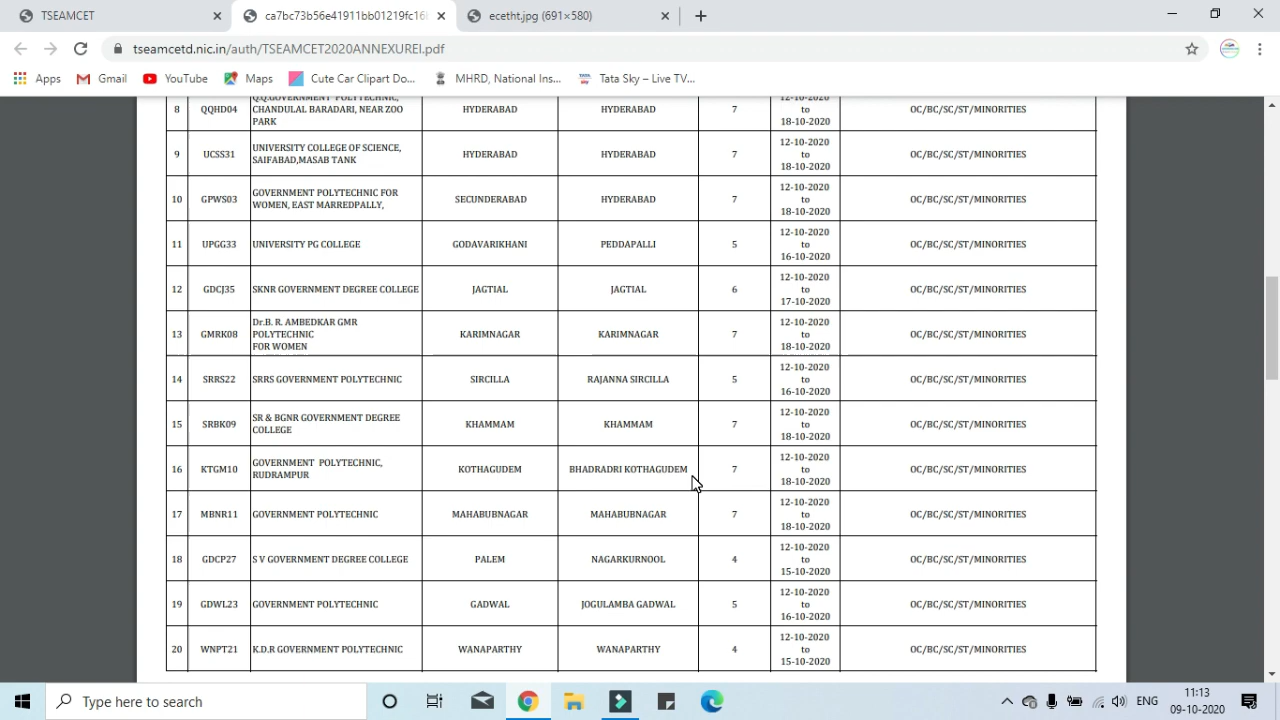 TSEAMCET
ca7bc73b56e41911bb01219fc16
ecetht.jpg (691×580)
tseamcetd.nic.in/auth/TSEAMCET2020ANNEXUREI.pdf
Apps
Gmail
YouTube
Maps
Cute Car Clipart Do...
MHRD, National Ins...
Tata Sky – Live TV...
8 QQHD04 Q.Q.GOVERNMENT POLYTECHNIC, CHANDULAL BARADARI, NEAR ZOO PARK HYDERABAD HYDERABAD 7 12-10-2020 to 18-10-2020 OC/BC/SC/ST/MINORITIES
9 UCSS31 UNIVERSITY COLLEGE OF SCIENCE, SAIFABAD,MASAB TANK HYDERABAD HYDERABAD 7 12-10-2020 to 18-10-2020 OC/BC/SC/ST/MINORITIES
10 GPWS03 GOVERNMENT POLYTECHNIC FOR WOMEN, EAST MARREDPALLY, SECUNDERABAD HYDERABAD 7 12-10-2020 to 18-10-2020 OC/BC/SC/ST/MINORITIES
11 UPGG33 UNIVERSITY PG COLLEGE GODAVARIKHANI PEDDAPALLI 5 12-10-2020 to 16-10-2020 OC/BC/SC/ST/MINORITIES
12 GDCJ35 SKNR GOVERNMENT DEGREE COLLEGE JAGTIAL JAGTIAL 6 12-10-2020 to 17-10-2020 OC/BC/SC/ST/MINORITIES
13 GMRK08 Dr.B. R. AMBEDKAR GMR POLYTECHNIC FOR WOMEN KARIMNAGAR KARIMNAGAR 7 12-10-2020 to 18-10-2020 OC/BC/SC/ST/MINORITIES
14 SRRS22 SRRS GOVERNMENT POLYTECHNIC SIRCILLA RAJANNA SIRCILLA 5 12-10-2020 to 16-10-2020 OC/BC/SC/ST/MINORITIES
15 SRBK09 SR & BGNR GOVERNMENT DEGREE COLLEGE KHAMMAM KHAMMAM 7 12-10-2020 to 18-10-2020 OC/BC/SC/ST/MINORITIES
16 KTGM10 GOVERNMENT POLYTECHNIC, RUDRAMPUR KOTHAGUDEM BHADRADRI KOTHAGUDEM 7 12-10-2020 to 18-10-2020 OC/BC/SC/ST/MINORITIES
17 MBNR11 GOVERNMENT POLYTECHNIC MAHABUBNAGAR MAHABUBNAGAR 7 12-10-2020 to 18-10-2020 OC/BC/SC/ST/MINORITIES
18 GDCP27 S V GOVERNMENT DEGREE COLLEGE PALEM NAGARKURNOOL 4 12-10-2020 to 15-10-2020 OC/BC/SC/ST/MINORITIES
19 GDWL23 GOVERNMENT POLYTECHNIC GADWAL JOGULAMBA GADWAL 5 12-10-2020 to 16-10-2020 OC/BC/SC/ST/MINORITIES
20 WNPT21 K.D.R GOVERNMENT POLYTECHNIC WANAPARTHY WANAPARTHY 4 12-10-2020 to 15-10-2020 OC/BC/SC/ST/MINORITIES
Type here to search
ENG
11:13
09-10-2020